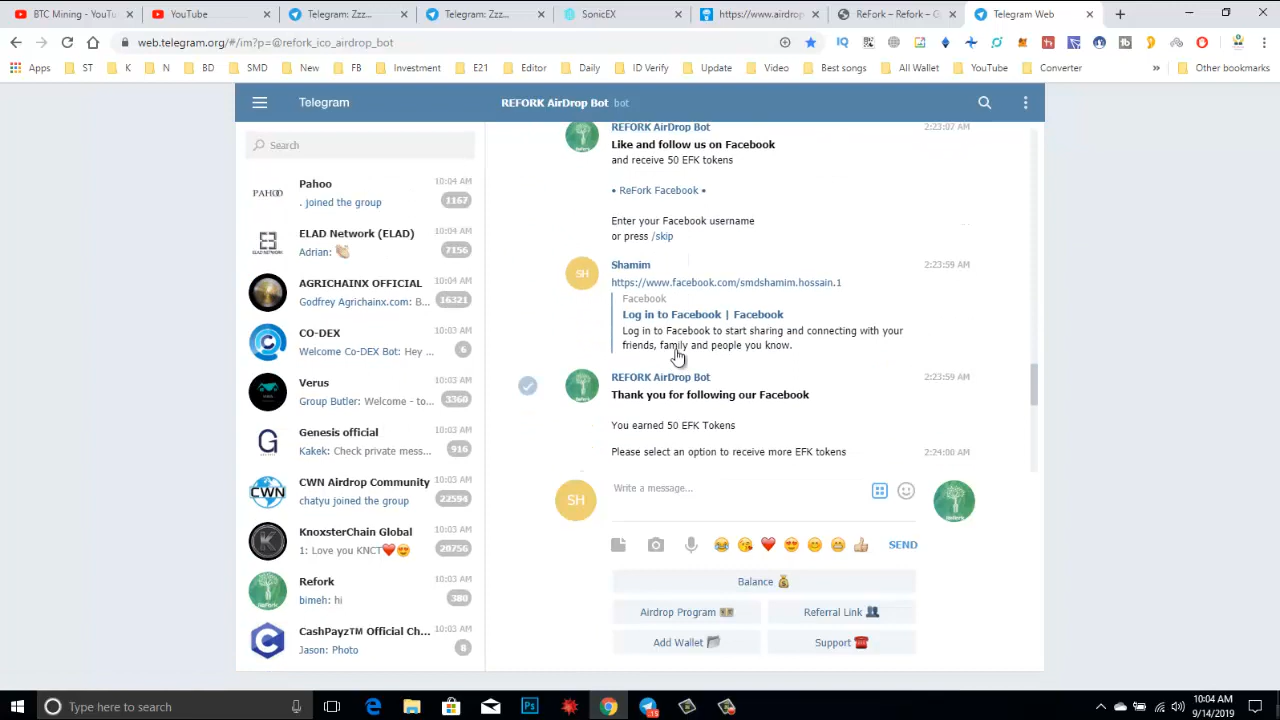 BTC Mining - YouTu
YouTube
Telegram: Zzz...
Telegram: Zzz...
SonicEX
https://www.airdrop
ReFork – Refork – G
Telegram Web
web.telegram.org/#/im?p=@refork_ico_airdrop_bot
Apps
ST
K
N
BD
SMD
New
FB
Investment
E21
Editor
Daily
ID Verify
Update
Video
Best songs
All Wallet
YouTube
Converter
Other bookmarks
Telegram
REFORK AirDrop Bot bot
Search
Pahoo 10:04 AM
. joined the group 1167
ELAD Network (ELAD) 10:04 AM
Adrian: 👏🏻 7156
AGRICHAINX OFFICIAL 10:04 AM
Godfrey Agrichainx.com: B... 16321
CO-DEX 10:03 AM
Welcome Co-DEX Bot: Hey ... 6
Verus 10:03 AM
Group Butler: Welcome - to... 3360
Genesis official 10:03 AM
Kakek: Check private mess... 916
CWN Airdrop Community 10:03 AM
chatyu joined the group 22594
KnoxsterChain Global 10:03 AM
1: Love you KNCT❤😍 20756
Refork 10:03 AM
bimeh: hi 380
CashPayz™ Official Ch... 10:03 AM
Jason: Photo 8
REFORK AirDrop Bot 2:23:07 AM
Like and follow us on Facebook
and receive 50 EFK tokens
• ReFork Facebook •
Enter your Facebook username
or press /skip
SH
Shamim 2:23:59 AM
https://www.facebook.com/smdshamim.hossain.1
Facebook
Log in to Facebook | Facebook
Log in to Facebook to start sharing and connecting with your
friends, family and people you know.
REFORK AirDrop Bot 2:23:59 AM
Thank you for following our Facebook
You earned 50 EFK Tokens
Please select an option to receive more EFK tokens 2:24:00 AM
SH
Write a message...
SEND
Balance 💰
Airdrop Program 💵
Referral Link 👥
Add Wallet
Support ☎
Type here to search
10:04 AM
9/14/2019